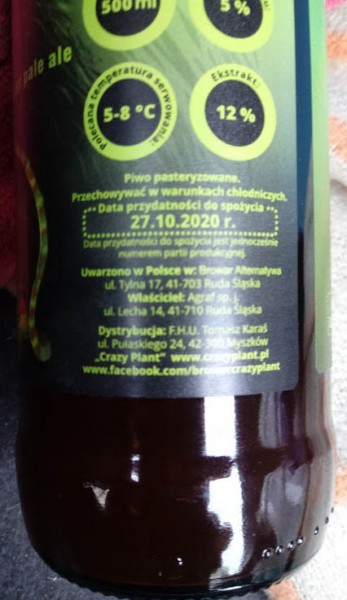 500 ml
5 %
pale ale
Polecana temperatura serwowania:
5-8 °C
Ekstrakt:
12 %
Piwo pasteryzowane.
Przechowywać w warunkach chłodniczych.
Data przydatności do spożycia
27.10.2020 r.
Data przydatności do spożycia jest jednocześnie
numerem partii produkcyjnej.
Uwarzono w Polsce w: Browar Alternatywa
ul. Tylna 17, 41-703 Ruda Śląska
Właściciel: Agraf sp. j.
ul. Lecha 14, 41-710 Ruda Śląska
Dystrybucja: F.H.U. Tomasz Karaś
ul. Pułaskiego 24, 42-300 Myszków
„Crazy Plant” www.crazyplant.pl
www.facebook.com/browarcrazyplant